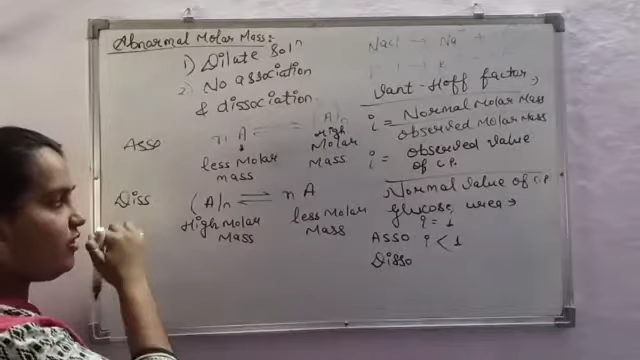 Abnormal Molar Mass:
1) Dilate Solⁿ
2) No association
& dissociation.
Asso n A ⇌ (A)n
less Molar mass High Molar Mass.
Diss (A)n ⇌ n A
High Molar Mass less Molar Mass
NaCl → Na⁺ +
Vant-Hoff factor,
i = Normal Molar Mass
observed Molar Mass
i = observed value of C.P.
Normal value of C.P
glucose, urea→
i = 1
Asso i < 1
Disso